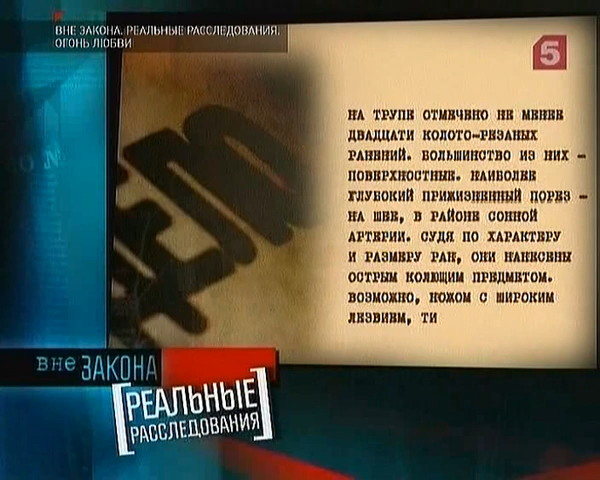 ВНЕ ЗАКОНА. РЕАЛЬНЫЕ РАССЛЕДОВАНИЯ.
ОГОНЬ ЛЮБВИ
5
НА ТРУПЕ ОТМЕЧЕНО НЕ МЕНЕЕ
ДВАДЦАТИ КОЛОТО-РЕЗАНЫХ
РАНЕНИЙ. БОЛЬШИНСТВО ИЗ НИХ -
ПОВЕРХНОСТНЫЕ. НАИБОЛЕЕ
ГЛУБОКИЙ ПРИЖИЗНЕННЫЙ ПОРЕЗ -
НА ШЕЕ, В РАЙОНЕ СОННОЙ
АРТЕРИИ. СУДЯ ПО ХАРАКТЕРУ
И РАЗМЕРУ РАН, ОНИ НАНЕСЕНЫ
ОСТРЫМ КОЛЮЩИМ ПРЕДМЕТОМ.
ВОЗМОЖНО, НОЖОМ С ШИРОКИМ
ЛЕЗВИЕМ, ТИ
вне ЗАКОНА
[РЕАЛЬНЫЕ
РАССЛЕДОВАНИЯ]